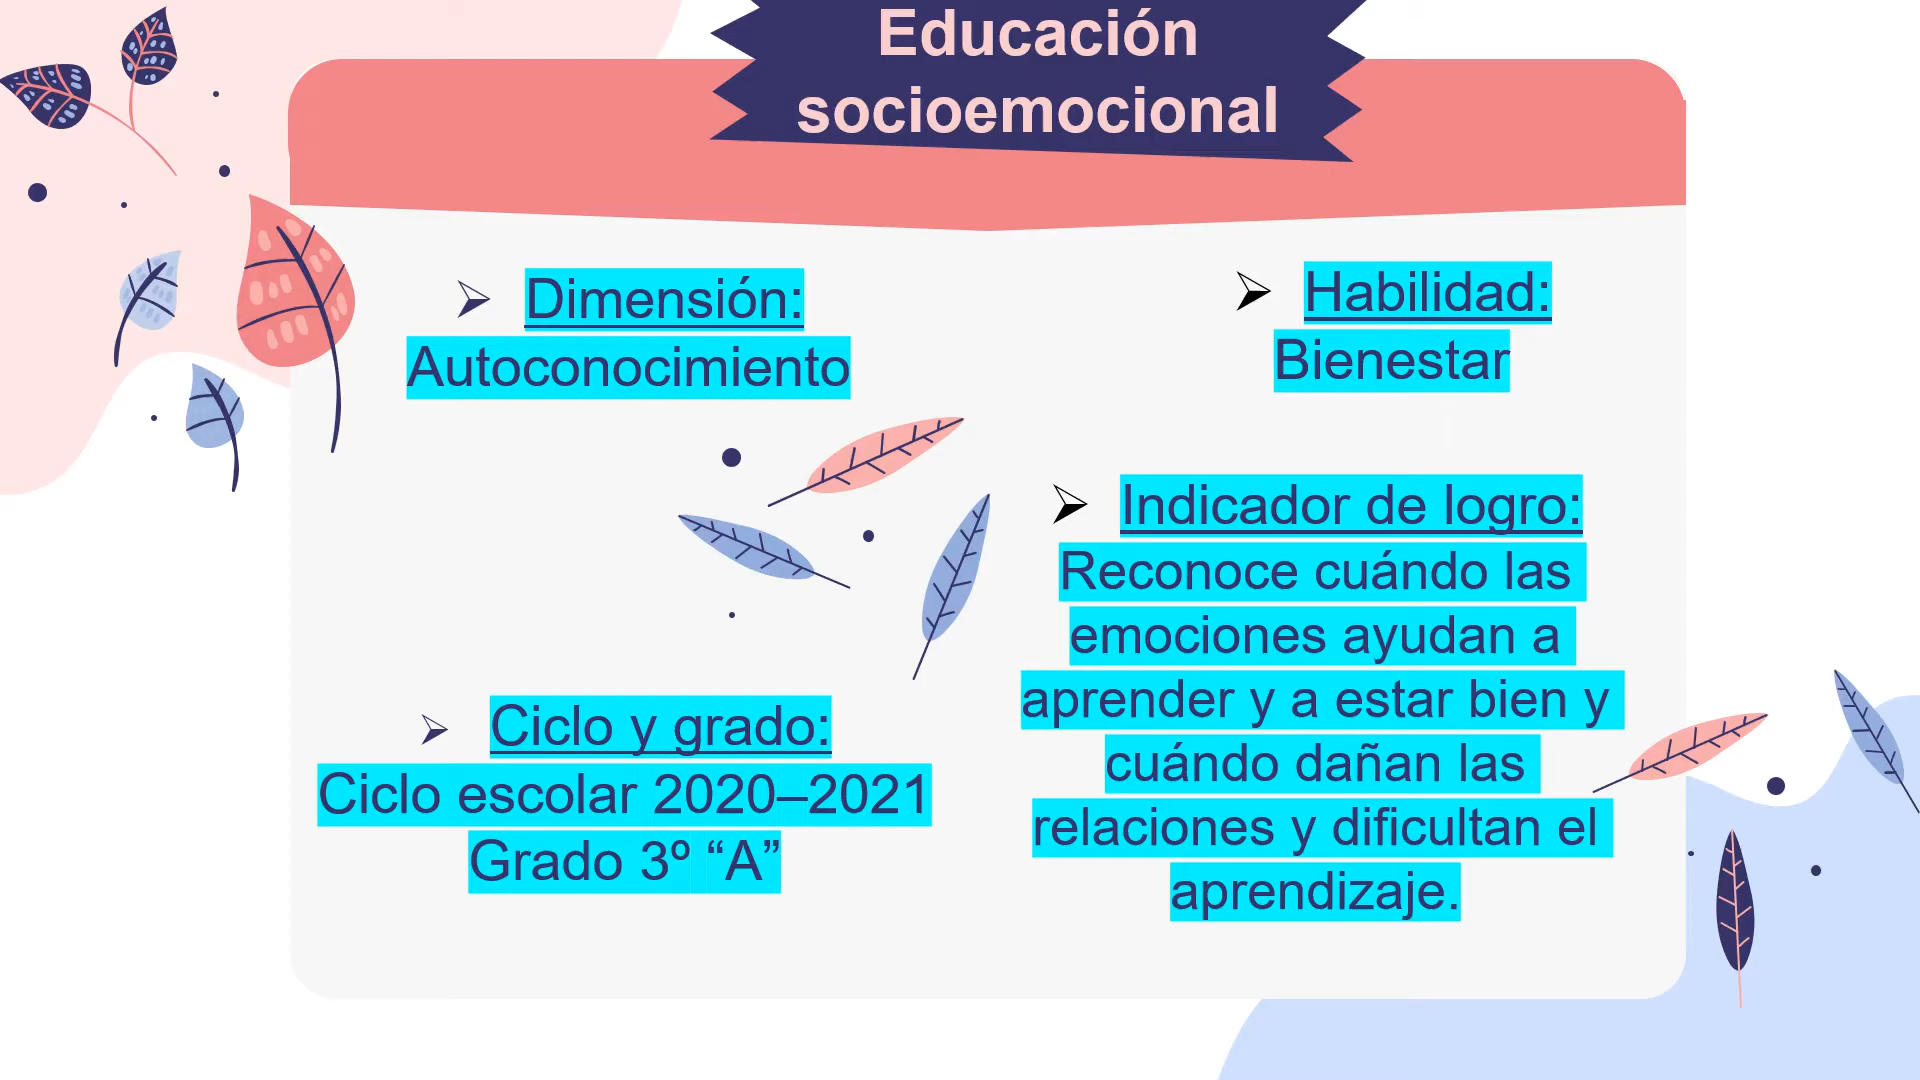 Educación
socioemocional
Dimensión:
Autoconocimiento
Habilidad:
Bienestar
Ciclo y grado:
Ciclo escolar 2020–2021
Grado 3º “A”
Indicador de logro:
Reconoce cuándo las
emociones ayudan a
aprender y a estar bien y
cuándo dañan las
relaciones y dificultan el
aprendizaje.